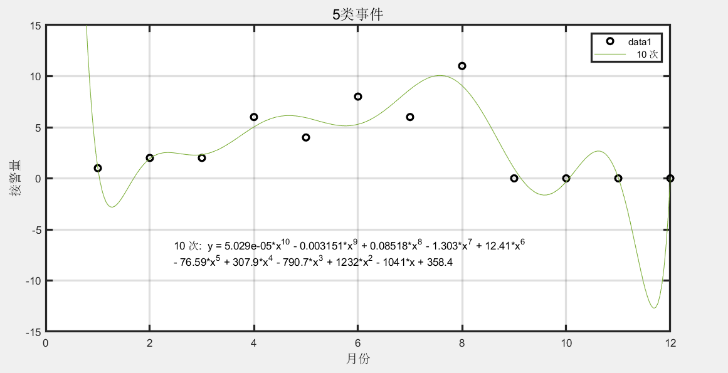 5类事件
data1
10 次
接警量
15
10
5
0
-5
-10
-15
10 次: y = 5.029e-05*x^10 - 0.003151*x^9 + 0.08518*x^8 - 1.303*x^7 + 12.41*x^6
- 76.59*x^5 + 307.9*x^4 - 790.7*x^3 + 1232*x^2 - 1041*x + 358.4
0 2 4 6 8 10 12
月份